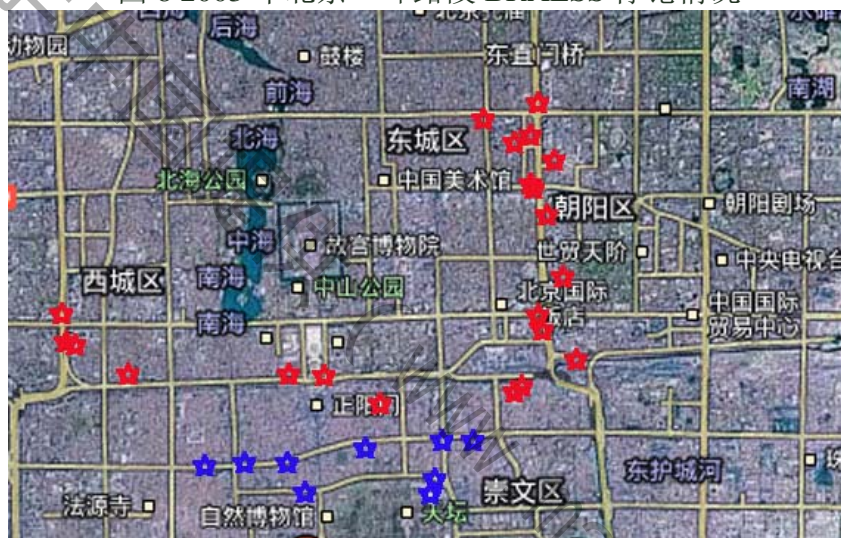 后海
动物园
鼓楼
东直门桥
前海
南湖
北海
东城区
北海公园
中国美术馆
朝阳区
朝阳剧场
中海
故宫博物院
世贸天阶
中央电视台
西城区
南海
中山公园
北京国际
饭店
中国国际
贸易中心
南海
正阳门
东护城河
珠
崇文区
法源寺
自然博物馆
天坛
www